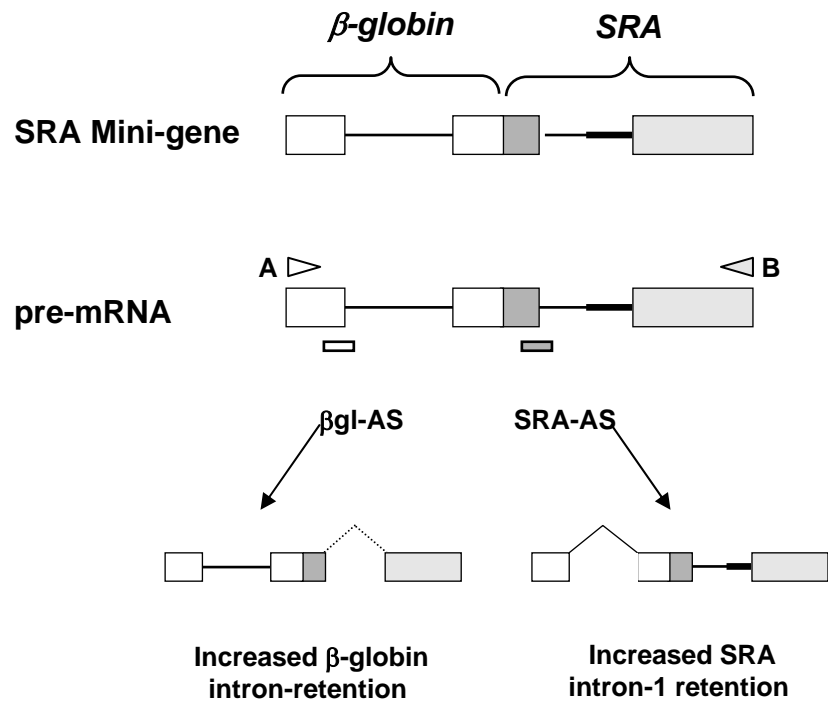 β-globin SRA
SRA Mini-gene
A B
pre-mRNA
βgl-AS SRA-AS
Increased β-globin
intron-retention
Increased SRA
intron-1 retention